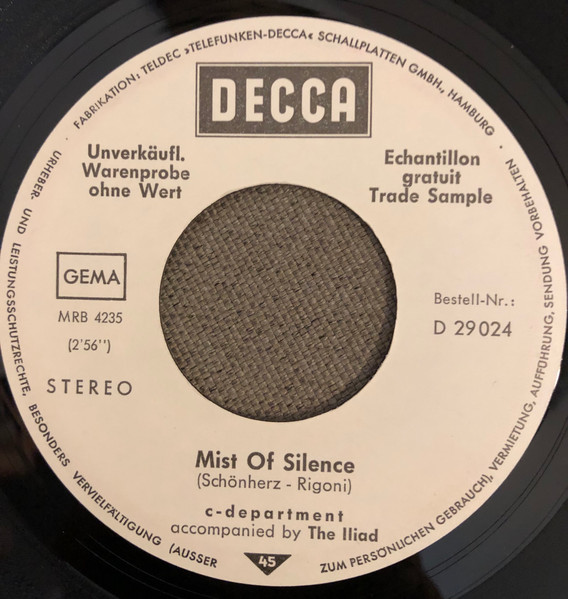 · FABRIKATION: TELDEC »TELEFUNKEN-DECCA« SCHALLPLATTEN GMBH., HAMBURG ·
DECCA
Unverkäufl.
Warenprobe
ohne Wert
Echantillon
gratuit
Trade Sample
GEMA
MRB 4235
(2'56'')
STEREO
Bestell-Nr.:
D 29024
Mist Of Silence
(Schönherz - Rigoni)
c-department
accompanied by The Iliad
45
URHEBER- UND LEISTUNGSSCHUTZRECHTE, BESONDERS VERVIELFÄLTIGUNG (AUSSER
ZUM PERSÖNLICHEN GEBRAUCH), VERMIETUNG, AUFFÜHRUNG, SENDUNG VORBEHALTEN ·